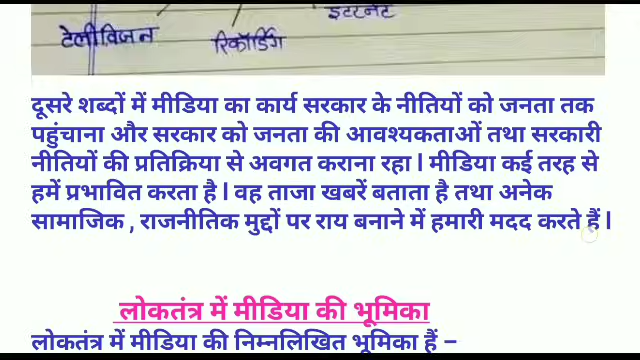 इंटरनेट
टेलीविजन
रिकॉर्डिंग
दूसरे शब्दों में मीडिया का कार्य सरकार के नीतियों को जनता तक
पहुंचाना और सरकार को जनता की आवश्यकताओं तथा सरकारी
नीतियों की प्रतिक्रिया से अवगत कराना रहा l मीडिया कई तरह से
हमें प्रभावित करता है l वह ताजा खबरें बताता है तथा अनेक
सामाजिक , राजनीतिक मुद्दों पर राय बनाने में हमारी मदद करते हैं l
लोकतंत्र में मीडिया की भूमिका
लोकतंत्र में मीडिया की निम्नलिखित भूमिका हैं –